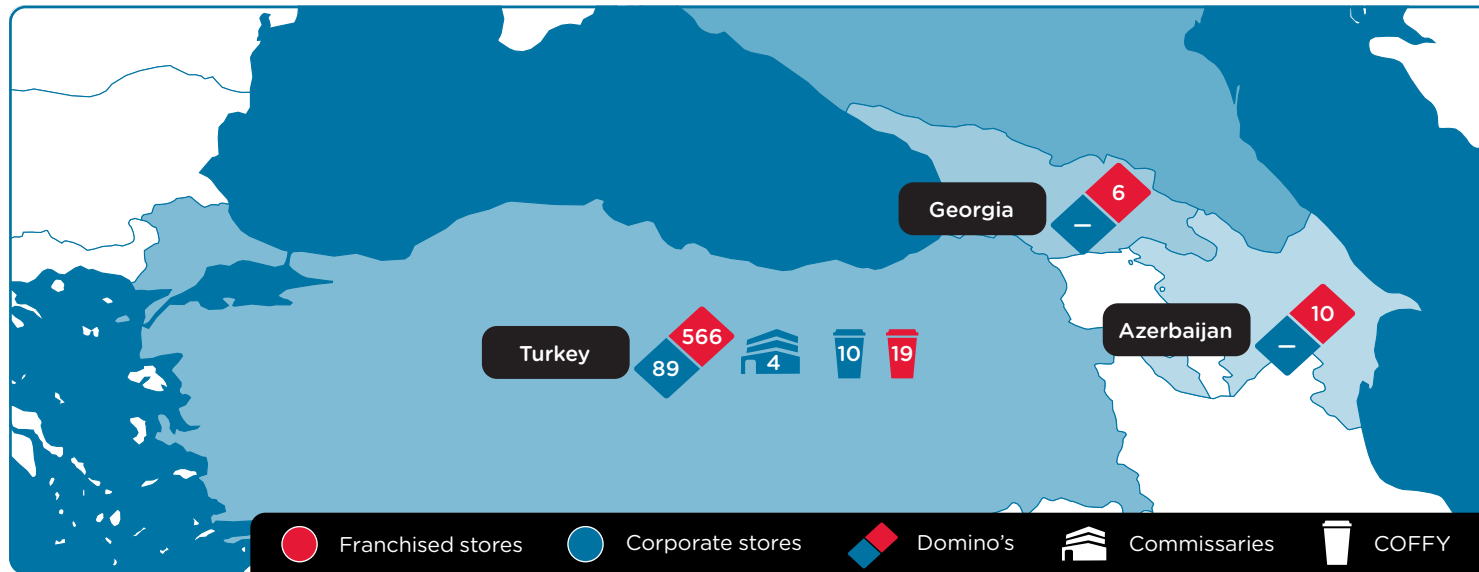 Georgia
6
–
Azerbaijan
10
–
Turkey
566
89
4
10
19
Franchised stores
Corporate stores
Domino's
Commissaries
COFFY